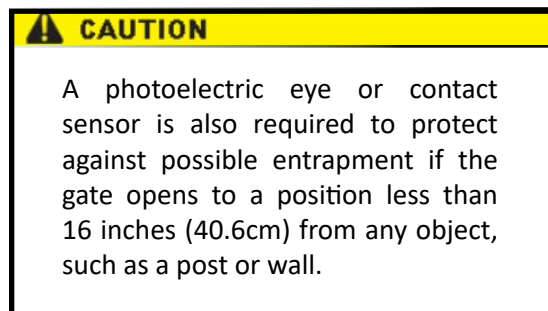 CAUTION
A photoelectric eye or contact
sensor is also required to protect
against possible entrapment if the
gate opens to a position less than
16 inches (40.6cm) from any object,
such as a post or wall.